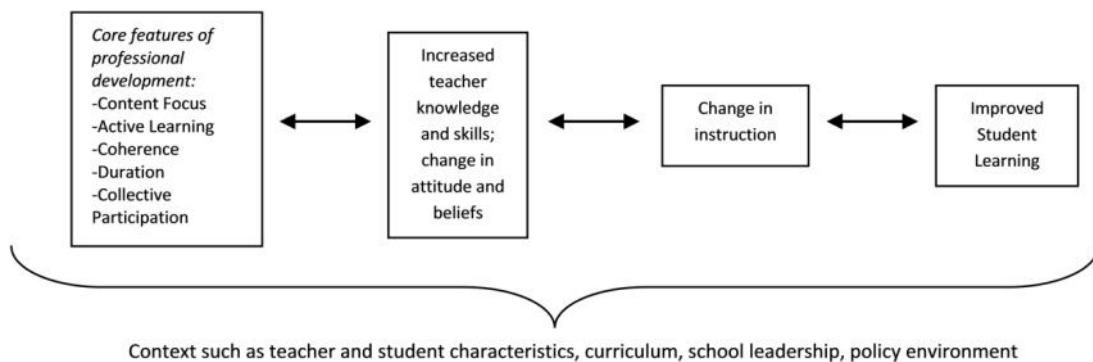 Core features of
professional
development:
-Content Focus
-Active Learning
-Coherence
-Duration
-Collective
Participation
Increased
teacher
knowledge
and skills;
change in
attitude and
beliefs
Change in
instruction
Improved
Student
Learning
Context such as teacher and student characteristics, curriculum, school leadership, policy environment